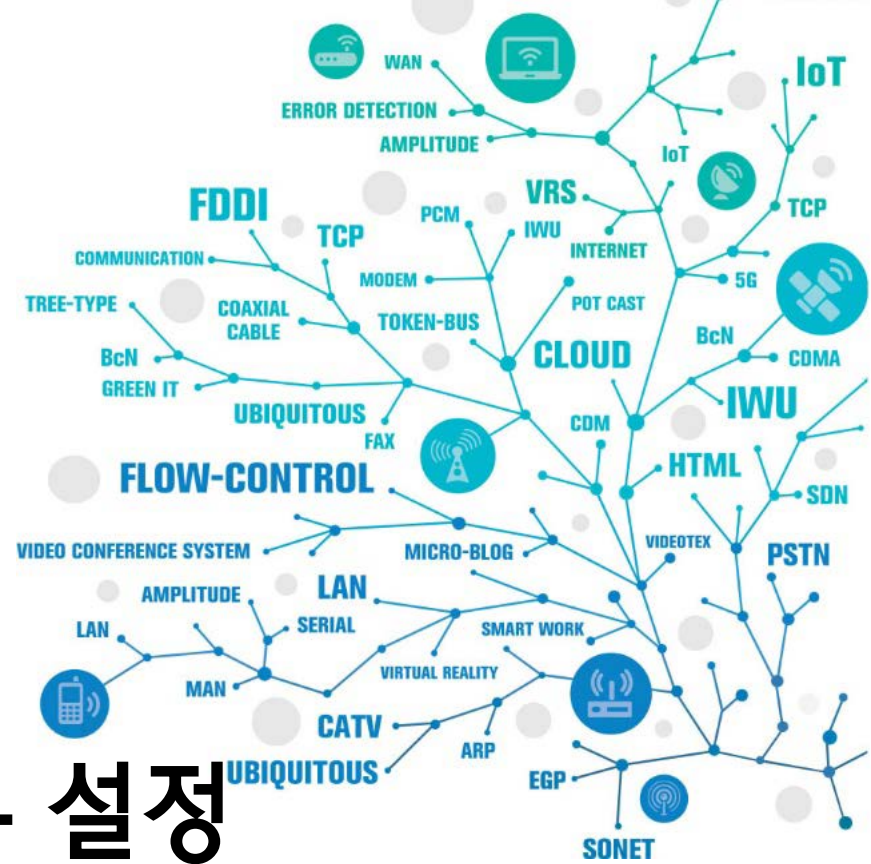 WAN
IoT
ERROR DETECTION
AMPLITUDE
IoT
VRS
FDDI
PCM
TCP
TCP
IWU
INTERNET
COMMUNICATION
MODEM
5G
TREE-TYPE
COAXIAL
CABLE
TOKEN-BUS
POT CAST
BcN
CLOUD
BcN
CDMA
GREEN IT
IWU
UBIQUITOUS
CDM
FAX
HTML
FLOW-CONTROL
SDN
VIDEO CONFERENCE SYSTEM
MICRO-BLOG
VIDEOTEX
PSTN
AMPLITUDE
LAN
LAN
SERIAL
SMART WORK
VIRTUAL REALITY
MAN
CATV
ARP
UBIQUITOUS
EGP
설정
SONET